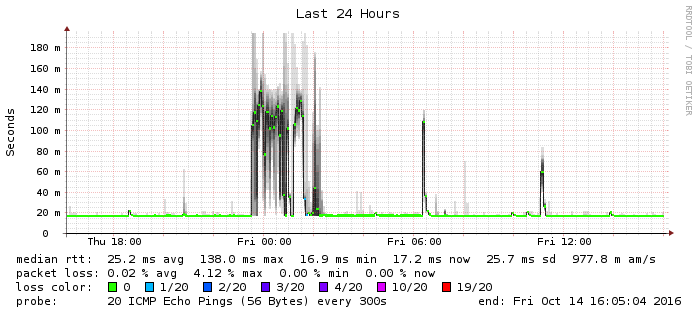 Last 24 Hours
RRDTOOL / TOBI OETIKER
Seconds
180 m
160 m
140 m
120 m
100 m
80 m
60 m
40 m
20 m
0
Thu 18:00 Fri 00:00 Fri 06:00 Fri 12:00
median rtt: 25.2 ms avg 138.0 ms max 16.9 ms min 17.2 ms now 25.7 ms sd 977.8 m am/s
packet loss: 0.02 % avg 4.12 % max 0.00 % min 0.00 % now
loss color: 0 1/20 2/20 3/20 4/20 10/20 19/20
probe: 20 ICMP Echo Pings (56 Bytes) every 300s end: Fri Oct 14 16:05:04 2016